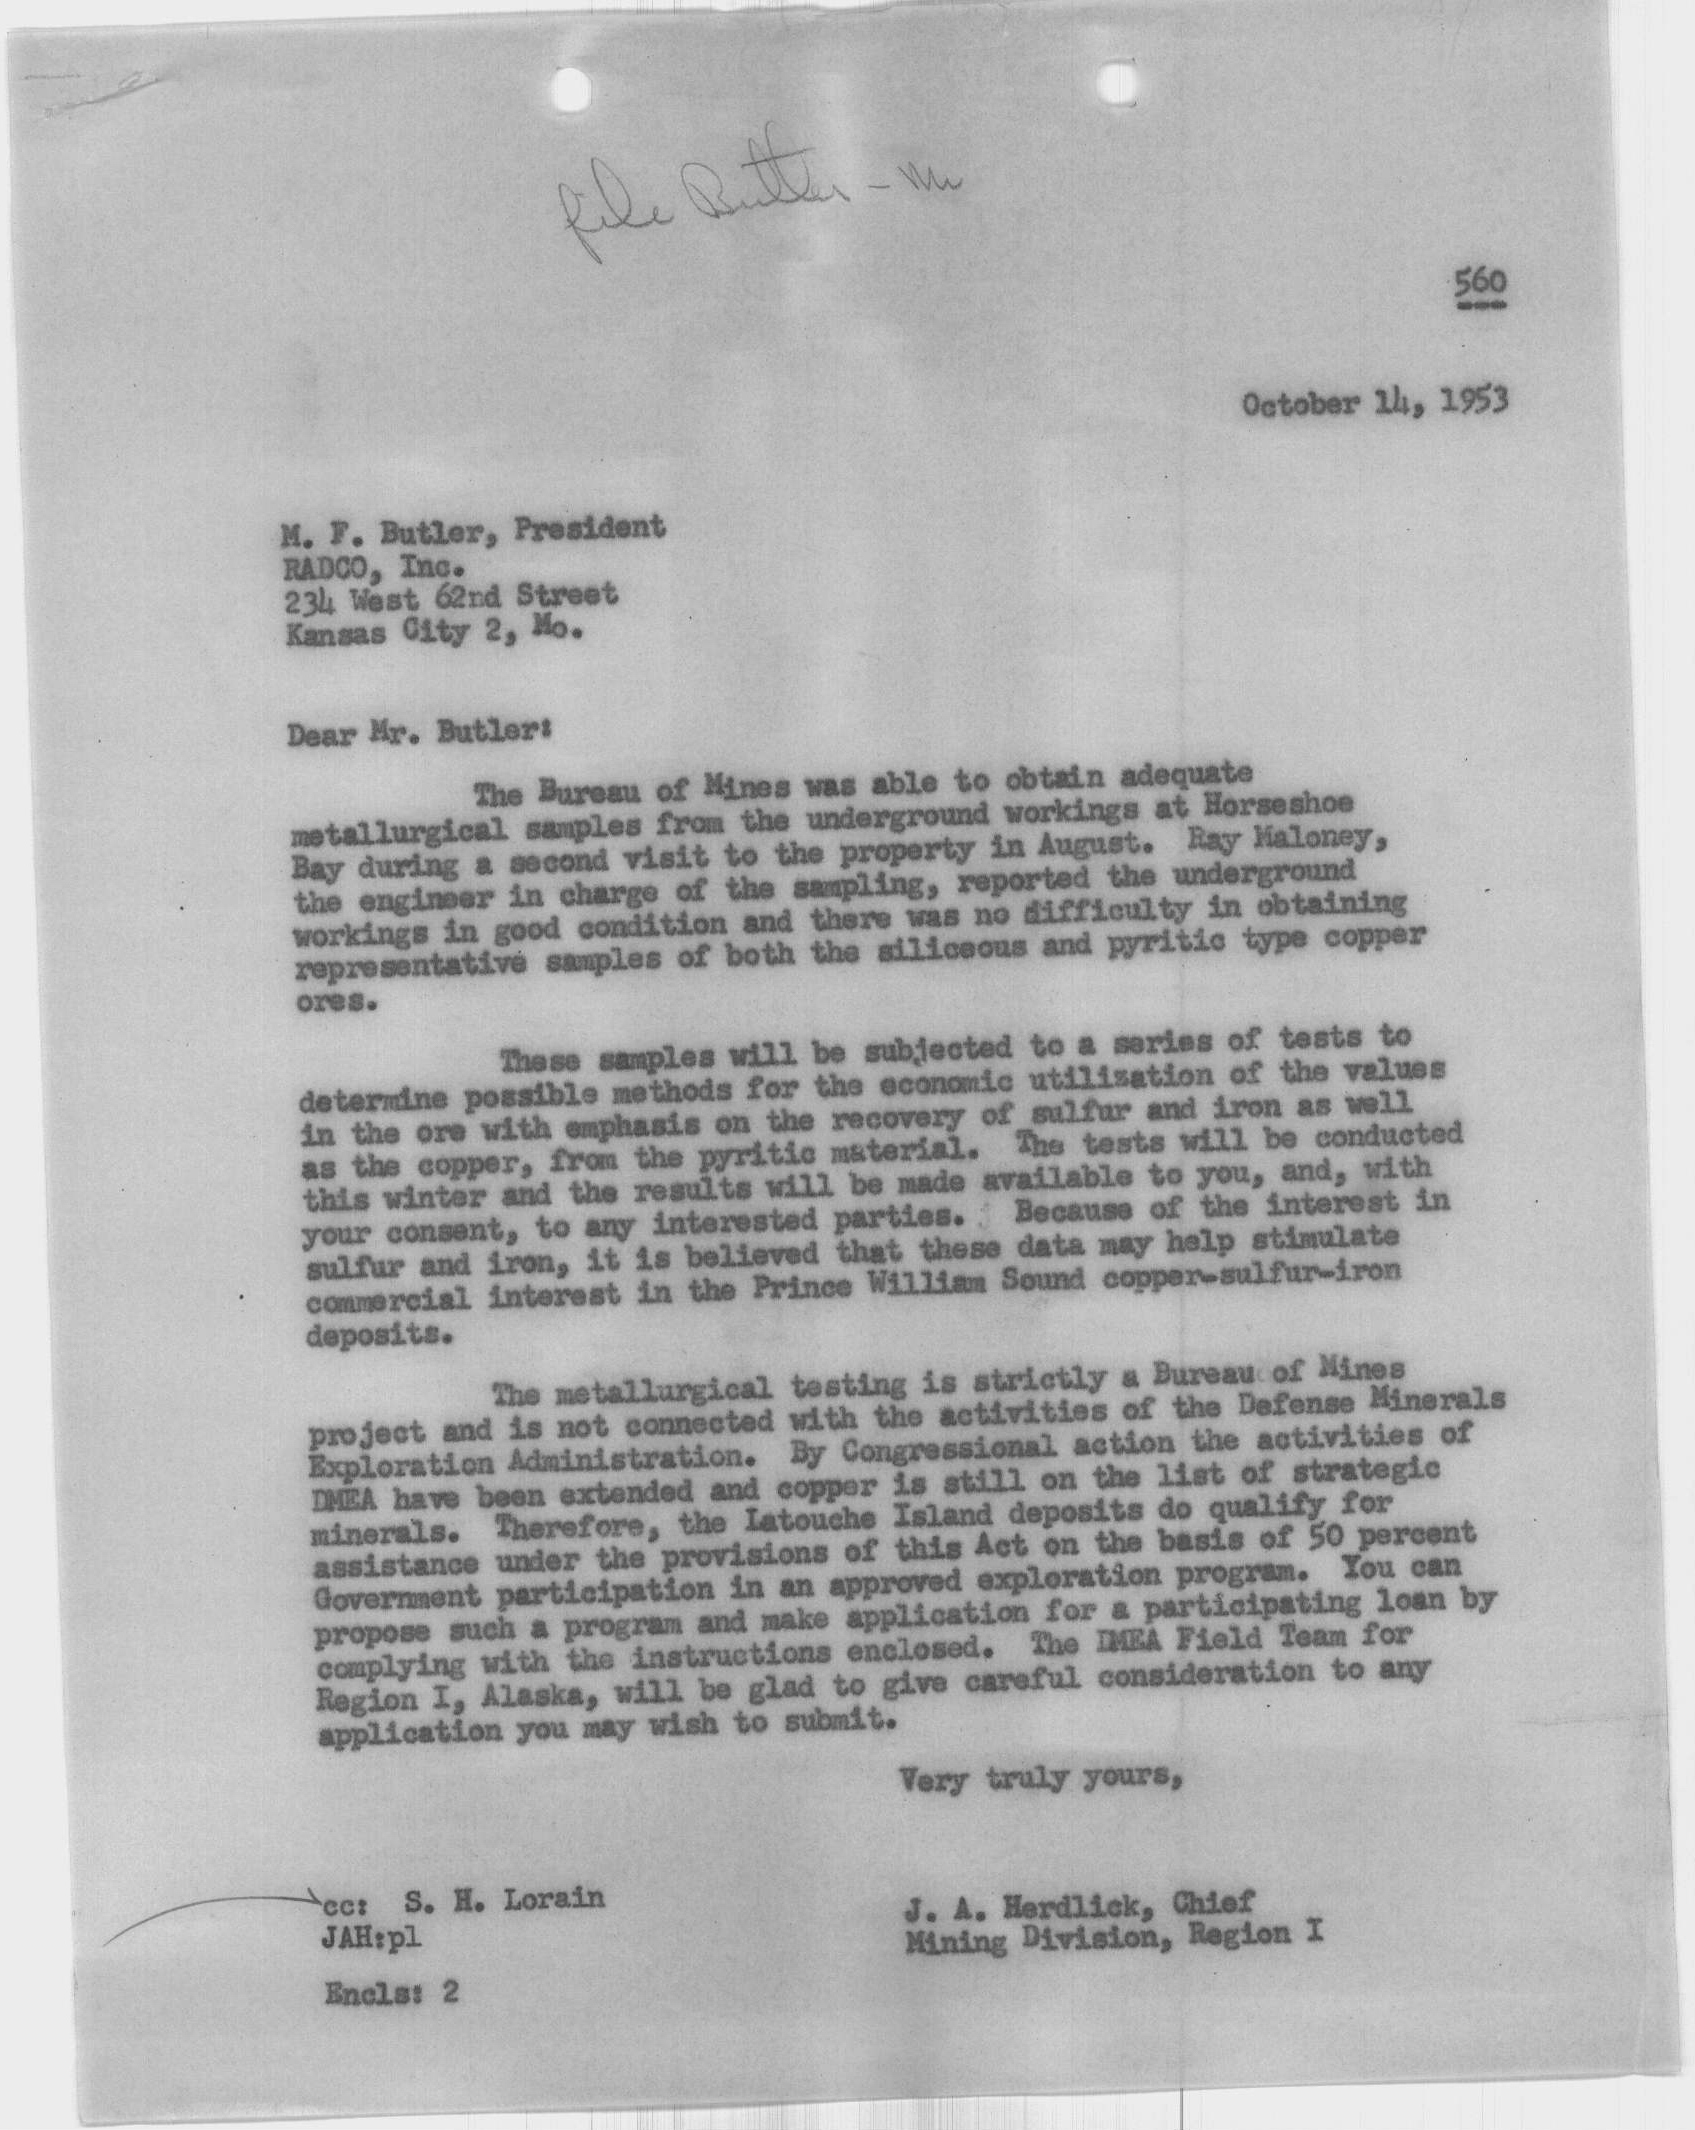 file Butler - m
560
October 14, 1953
M. F. Butler, President
RADCO, Inc.
234 West 62nd Street
Kansas City 2, Mo.
Dear Mr. Butler:
The Bureau of Mines was able to obtain adequate
metallurgical samples from the underground workings at Horseshoe
Bay during a second visit to the property in August. Ray Maloney,
the engineer in charge of the sampling, reported the underground
workings in good condition and there was no difficulty in obtaining
representative samples of both the siliceous and pyritic type copper
ores.
These samples will be subjected to a series of tests to
determine possible methods for the economic utilization of the values
in the ore with emphasis on the recovery of sulfur and iron as well
as the copper, from the pyritic material. The tests will be conducted
this winter and the results will be made available to you, and, with
your consent, to any interested parties. Because of the interest in
sulfur and iron, it is believed that these data may help stimulate
commercial interest in the Prince William Sound copper-sulfur-iron
deposits.
The metallurgical testing is strictly a Bureau of Mines
project and is not connected with the activities of the Defense Minerals
Exploration Administration. By Congressional action the activities of
DMEA have been extended and copper is still on the list of strategic
minerals. Therefore, the Latouche Island deposits do qualify for
assistance under the provisions of this Act on the basis of 50 percent
Government participation in an approved exploration program. You can
propose such a program and make application for a participating loan by
complying with the instructions enclosed. The DMEA Field Team for
Region I, Alaska, will be glad to give careful consideration to any
application you may wish to submit.
Very truly yours,
cc: S. H. Lorain
JAH:pl
J. A. Herdlick, Chief
Mining Division, Region I
Encls: 2